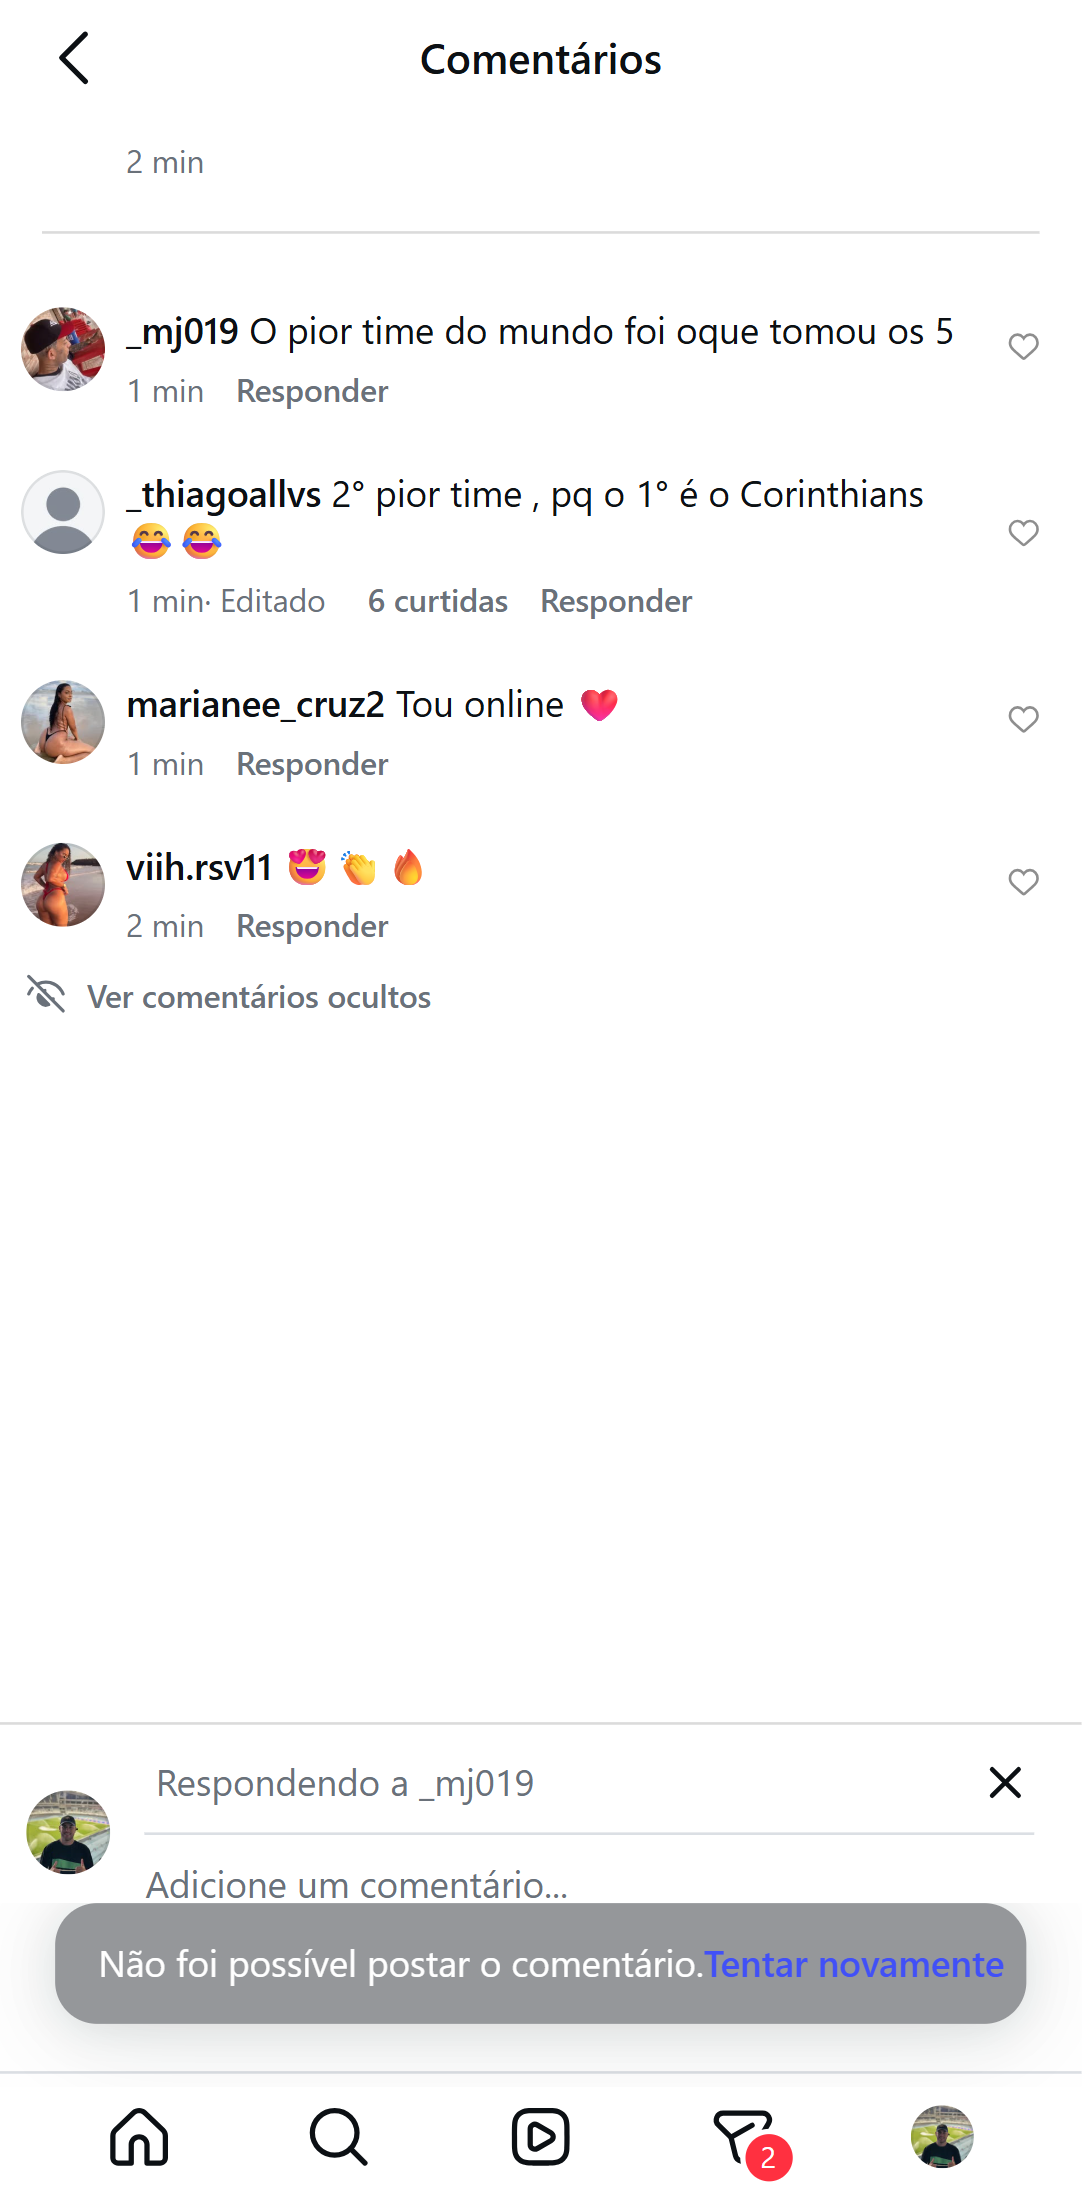 Comentários
2 min
_mj019 O pior time do mundo foi oque tomou os 5
1 min Responder
_thiagoallvs 2° pior time , pq o 1° é o Corinthians
😂 😂
1 min· Editado 6 curtidas Responder
marianee_cruz2 Tou online ❤️
1 min Responder
viih.rsv11 😍 👏 🔥
2 min Responder
Ver comentários ocultos
Respondendo a _mj019
Adicione um comentário...
Não foi possível postar o comentário.Tentar novamente
2